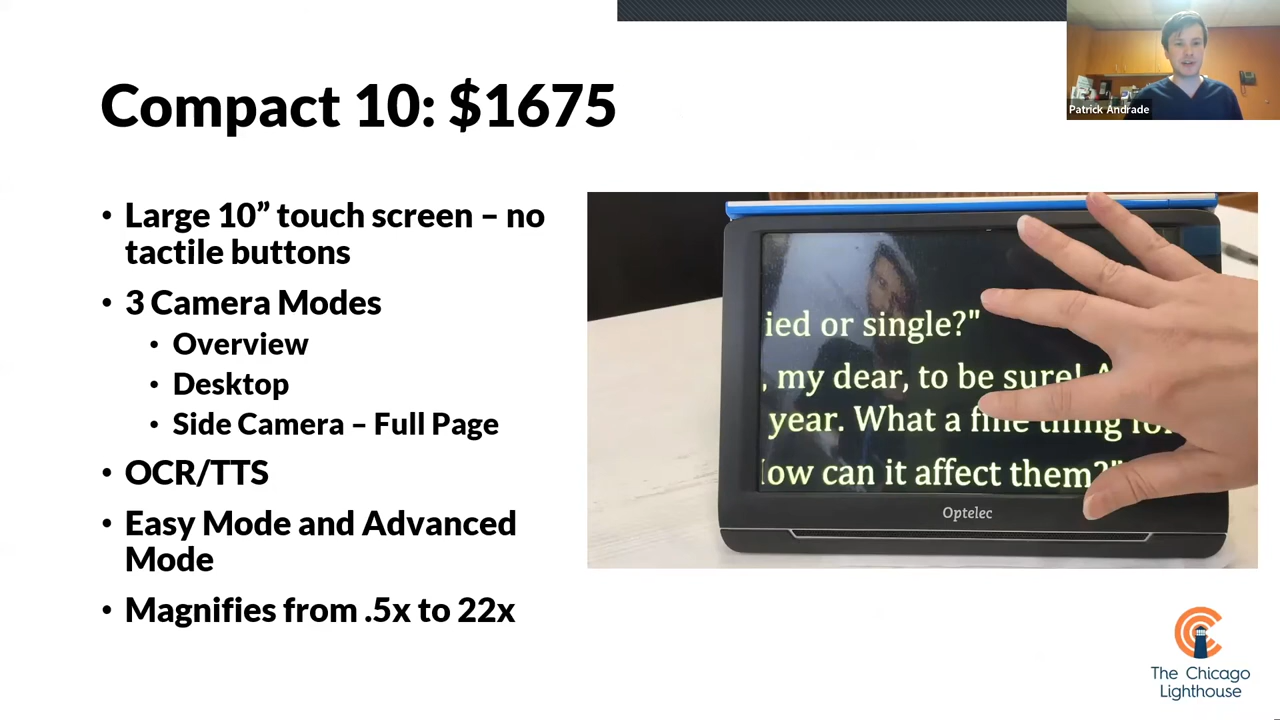 Patrick Andrade
Compact 10: $1675
• Large 10” touch screen – no
tactile buttons
• 3 Camera Modes
• Overview
• Desktop
• Side Camera – Full Page
• OCR/TTS
• Easy Mode and Advanced
Mode
• Magnifies from .5x to 22x
ied or single?"
, my dear, to be sure! A
year. What a fine thing for
ow can it affect them?"
Optelec
The Chicago
Lighthouse